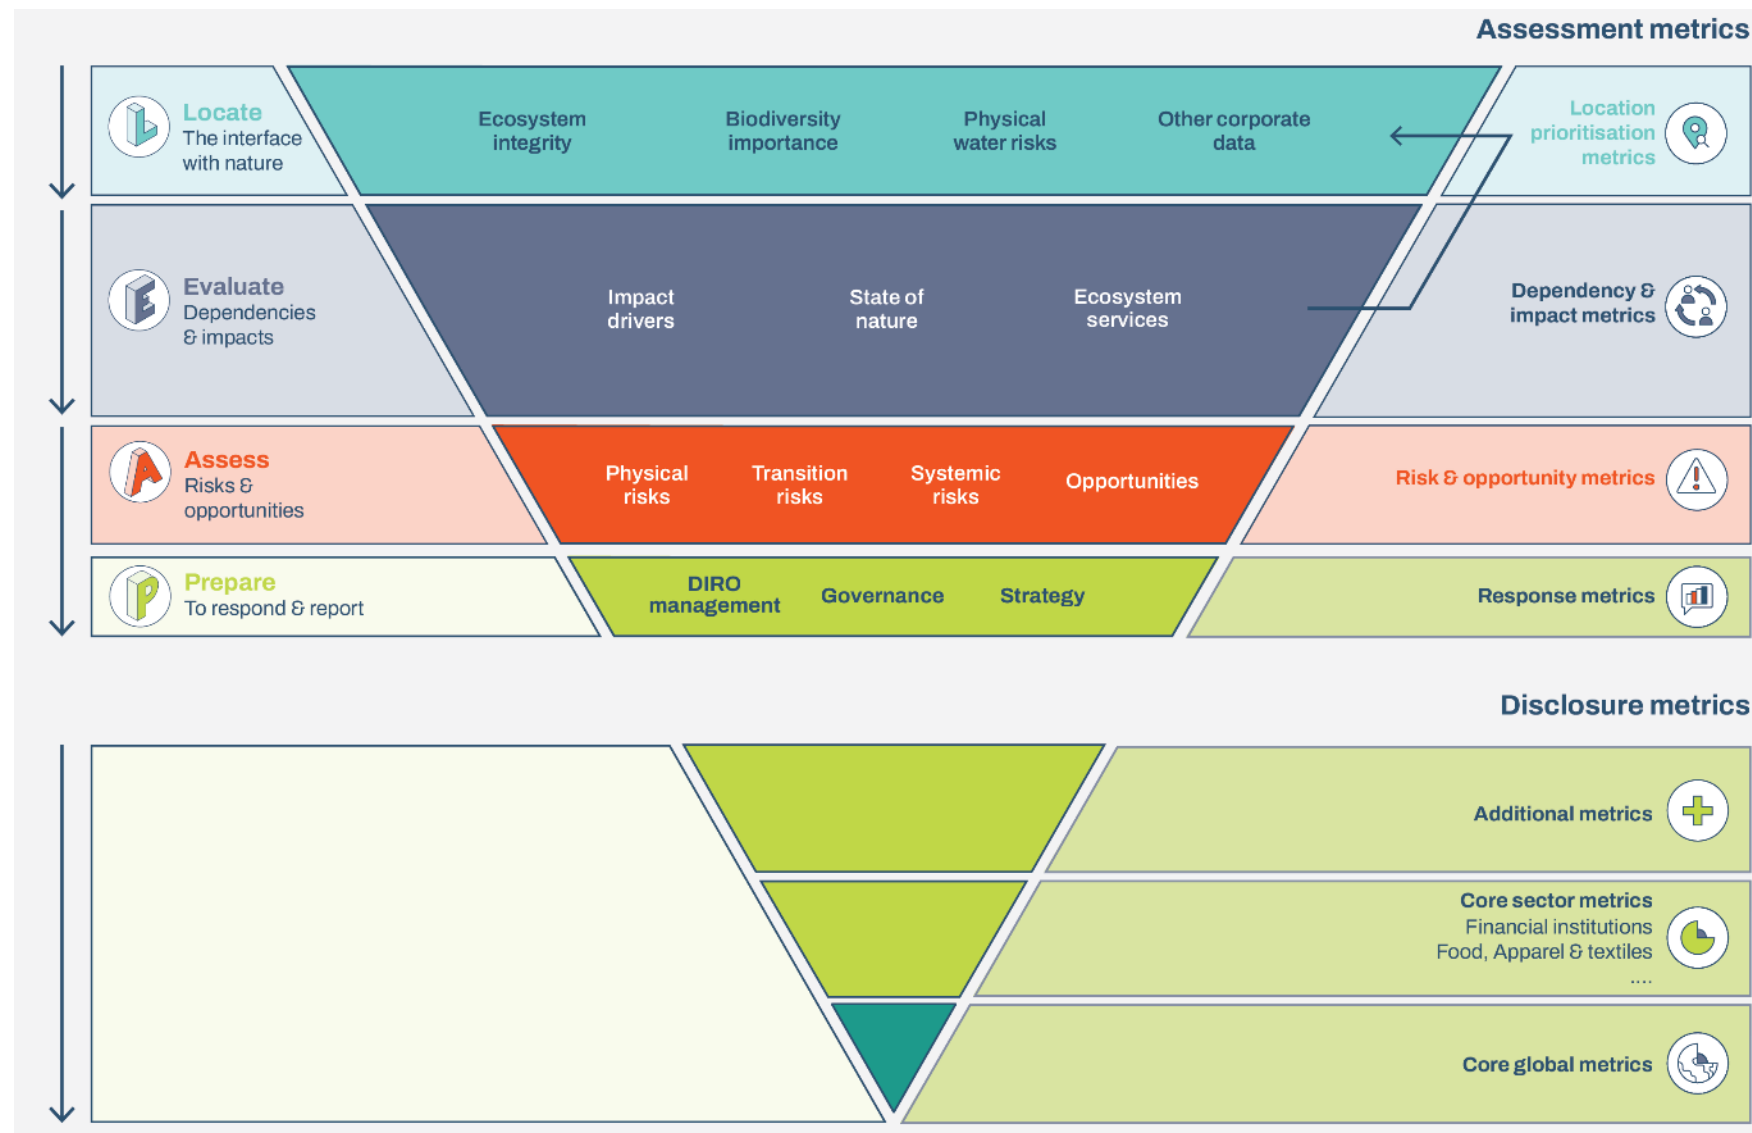 Assessment metrics
Locate
The interface
with nature
Ecosystem
integrity
Biodiversity
importance
Physical
water risks
Other corporate
data
Location
prioritisation
metrics
Evaluate
Dependencies
& impacts
Impact
drivers
State of
nature
Ecosystem
services
Dependency &
impact metrics
Assess
Risks &
opportunities
Physical
risks
Transition
risks
Systemic
risks
Opportunities
Risk & opportunity metrics
Prepare
To respond & report
DIRO
management
Governance
Strategy
Response metrics
Disclosure metrics
Additional metrics
Core sector metrics
Financial institutions
Food, Apparel & textiles
....
Core global metrics
L
E
A
P